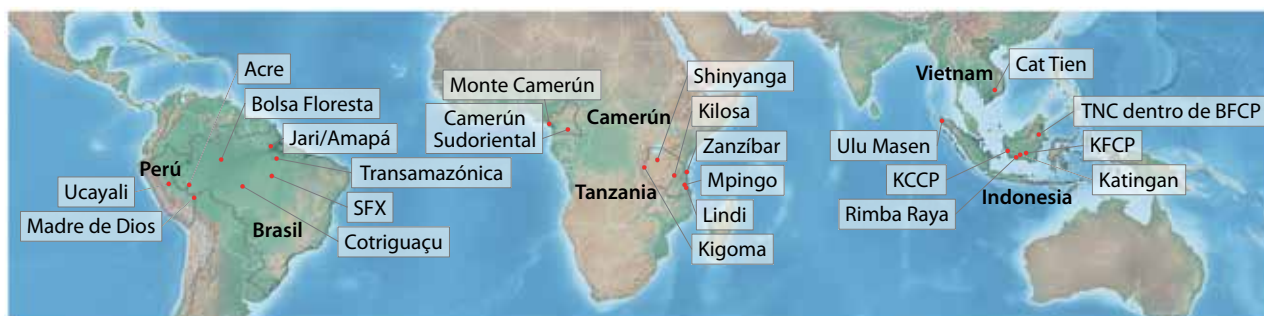 Acre
Bolsa Floresta
Jari/Amapá
Perú
Transamazónica
Ucayali
SFX
Madre de Dios
Brasil
Cotriguaçu
Monte Camerún
Camerún
Sudoriental
Camerún
Shinyanga
Kilosa
Zanzíbar
Tanzania
Mpingo
Lindi
Kigoma
Vietnam
Cat Tien
TNC dentro de BFCP
Ulu Masen
KFCP
KCCP
Katingan
Rimba Raya
Indonesia